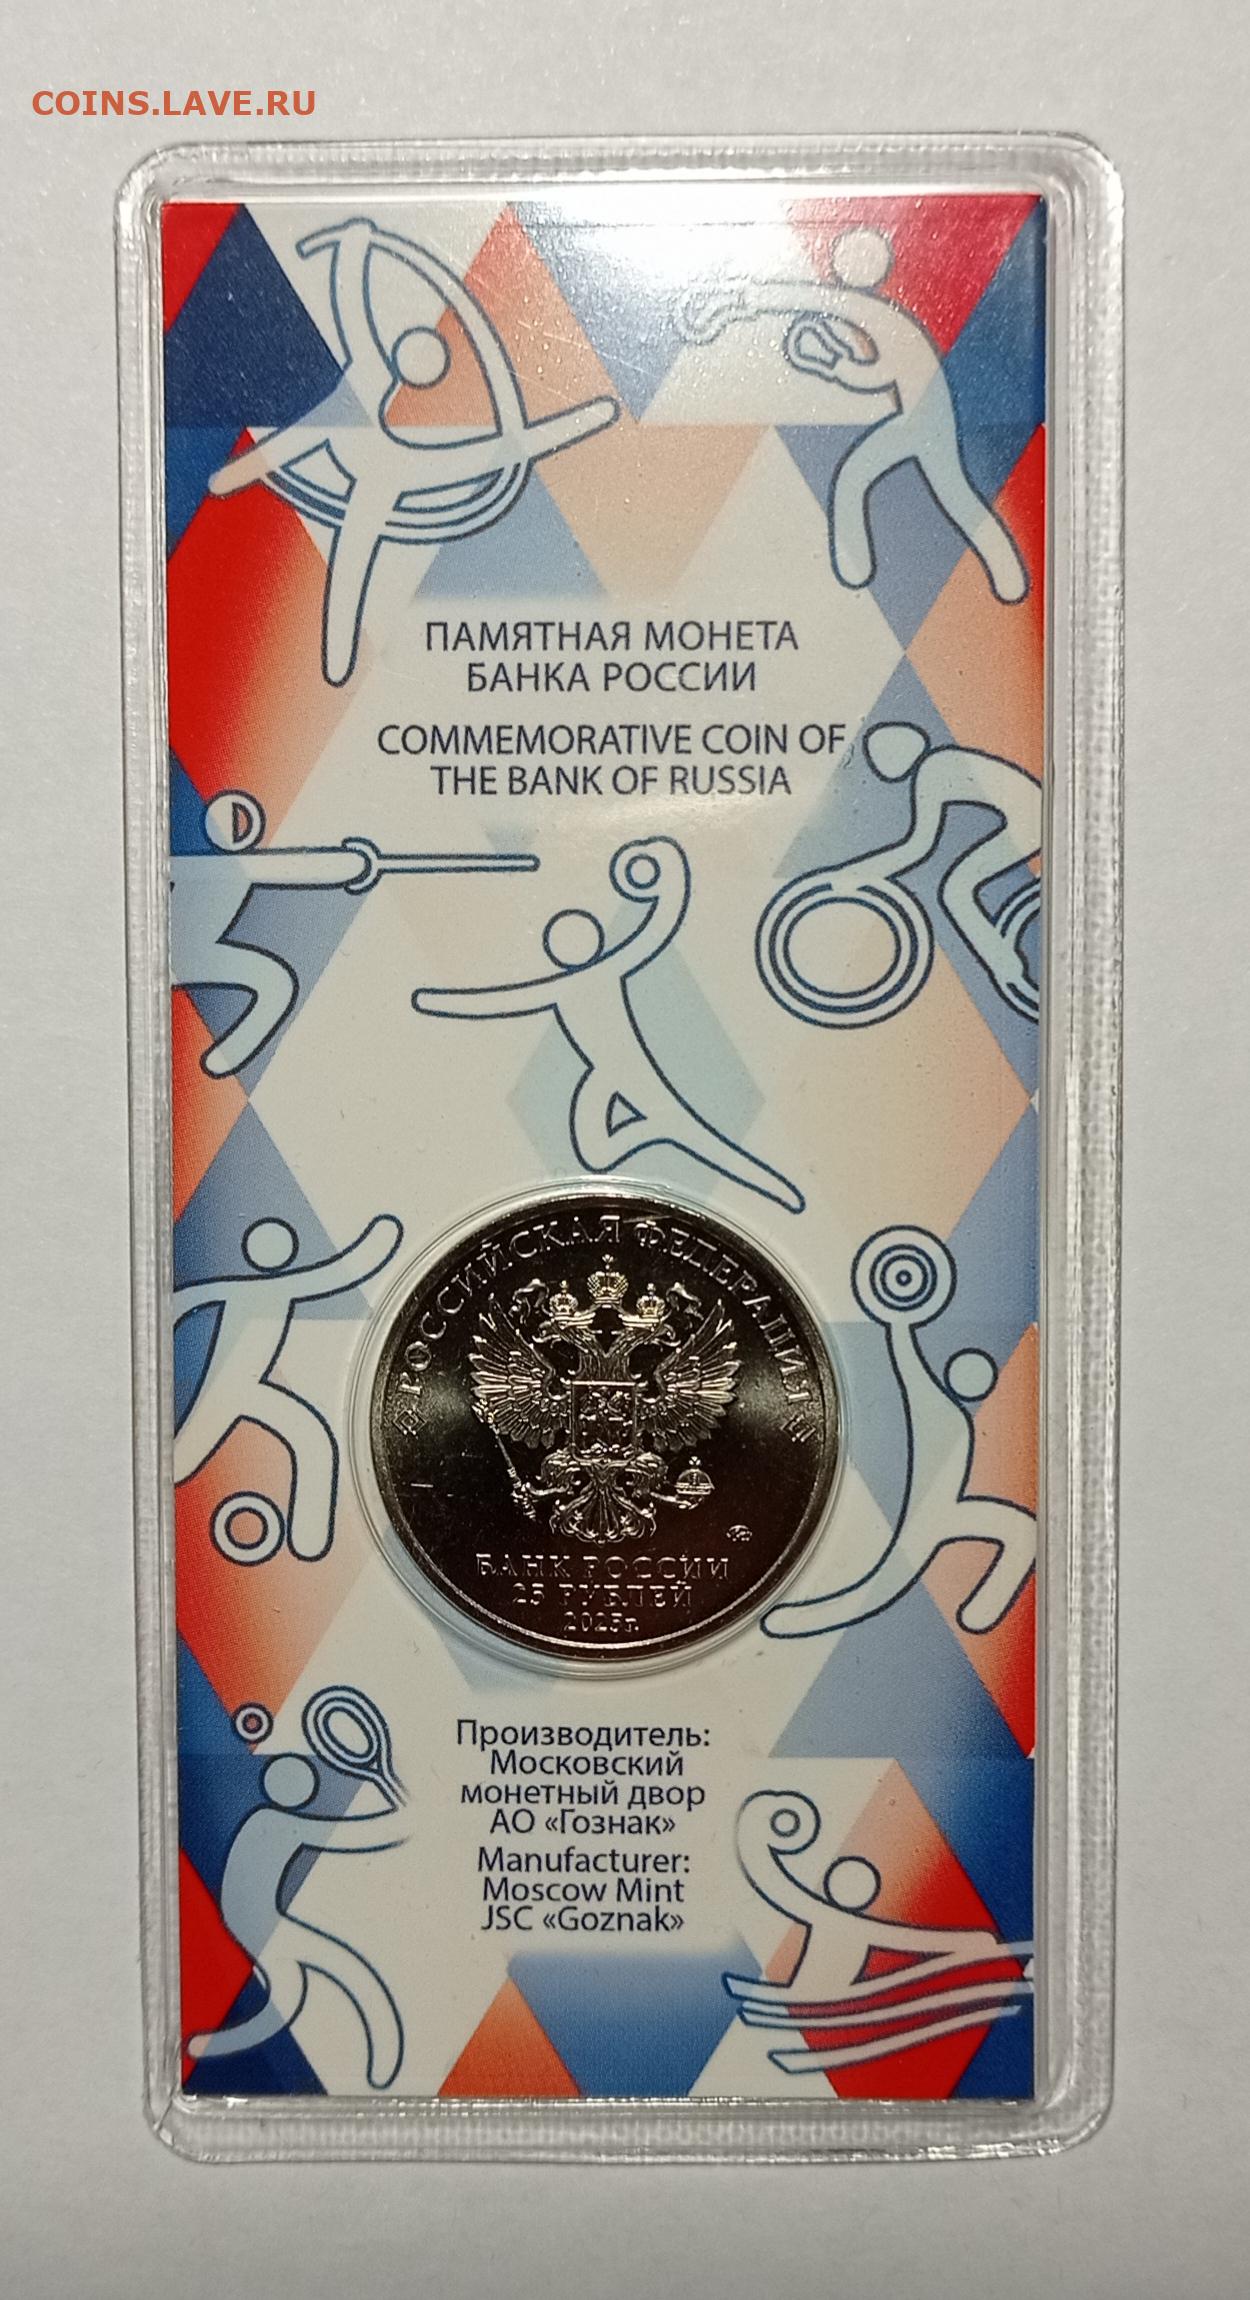 COINS.LAVE.RU
ПАМЯТНАЯ МОНЕТА
БАНКА РОССИИ
COMMEMORATIVE COIN OF
THE BANK OF RUSSIA
РОССИЙСКАЯ ФЕДЕРАЦИЯ
БАНК РОССИИ
25 РУБЛЕЙ
2025г.
Производитель:
Московский
монетный двор
АО «Гознак»
Manufacturer:
Moscow Mint
JSC «Goznak»